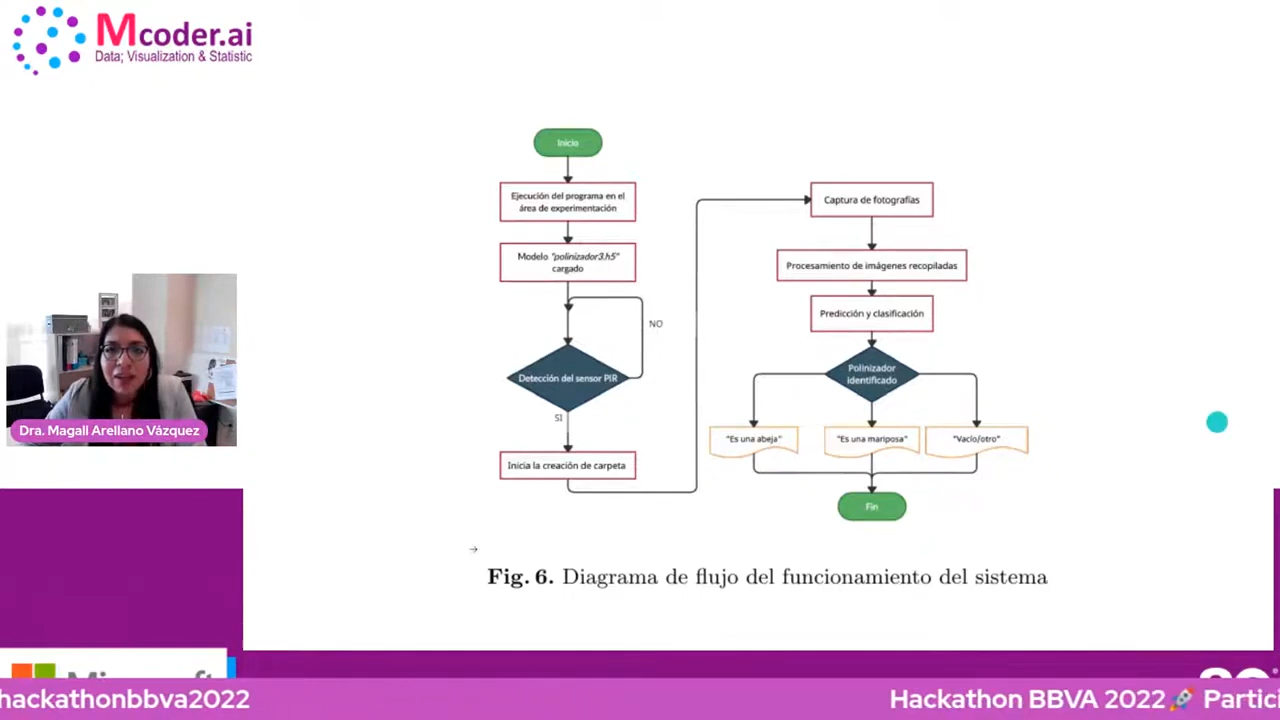 Mcoder.ai
Data; Visualization & Statistic
Inicio
Ejecución del programa en el
área de experimentación
Modelo "polinizador3.h5"
cargado
NO
Detección del sensor PIR
SI
Inicia la creación de carpeta
Captura de fotografías
Procesamiento de imágenes recopiladas
Predicción y clasificación
Polinizador
identificado
"Es una abeja"
"Es una mariposa"
"Vacío/otro"
Fin
Fig. 6. Diagrama de flujo del funcionamiento del sistema
Dra. Magali Arellano Vázquez
hackathonbbva2022
Hackathon BBVA 2022🚀 Partici